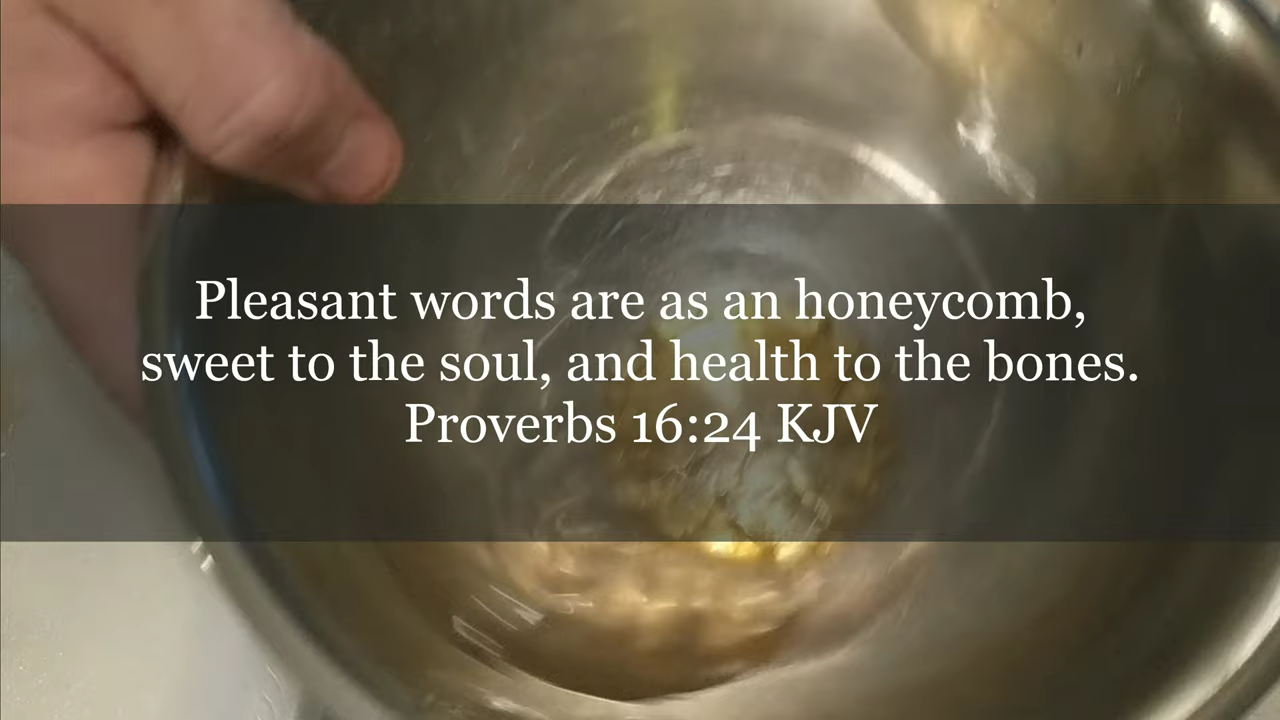 Pleasant words are as an honeycomb,
sweet to the soul, and health to the bones.
Proverbs 16:24 KJV